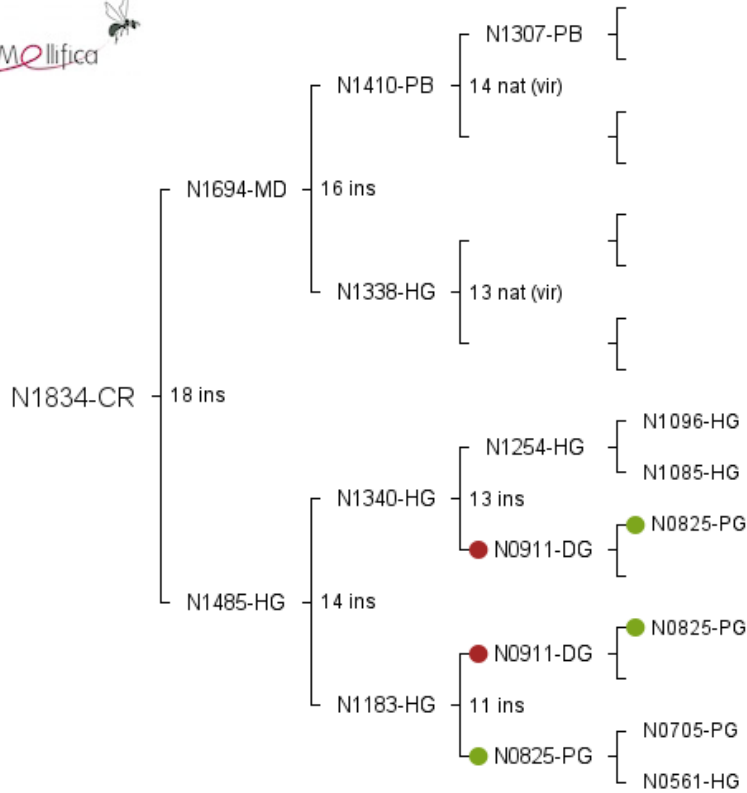 Mellifica
N1307-PB
N1410-PB
14 nat (vir)
N1694-MD
16 ins
N1338-HG
13 nat (vir)
N1834-CR
18 ins
N1096-HG
N1254-HG
N1085-HG
N1340-HG
13 ins
N0825-PG
N0911-DG
N1485-HG
14 ins
N0825-PG
N0911-DG
N1183-HG
11 ins
N0705-PG
N0825-PG
N0561-HG